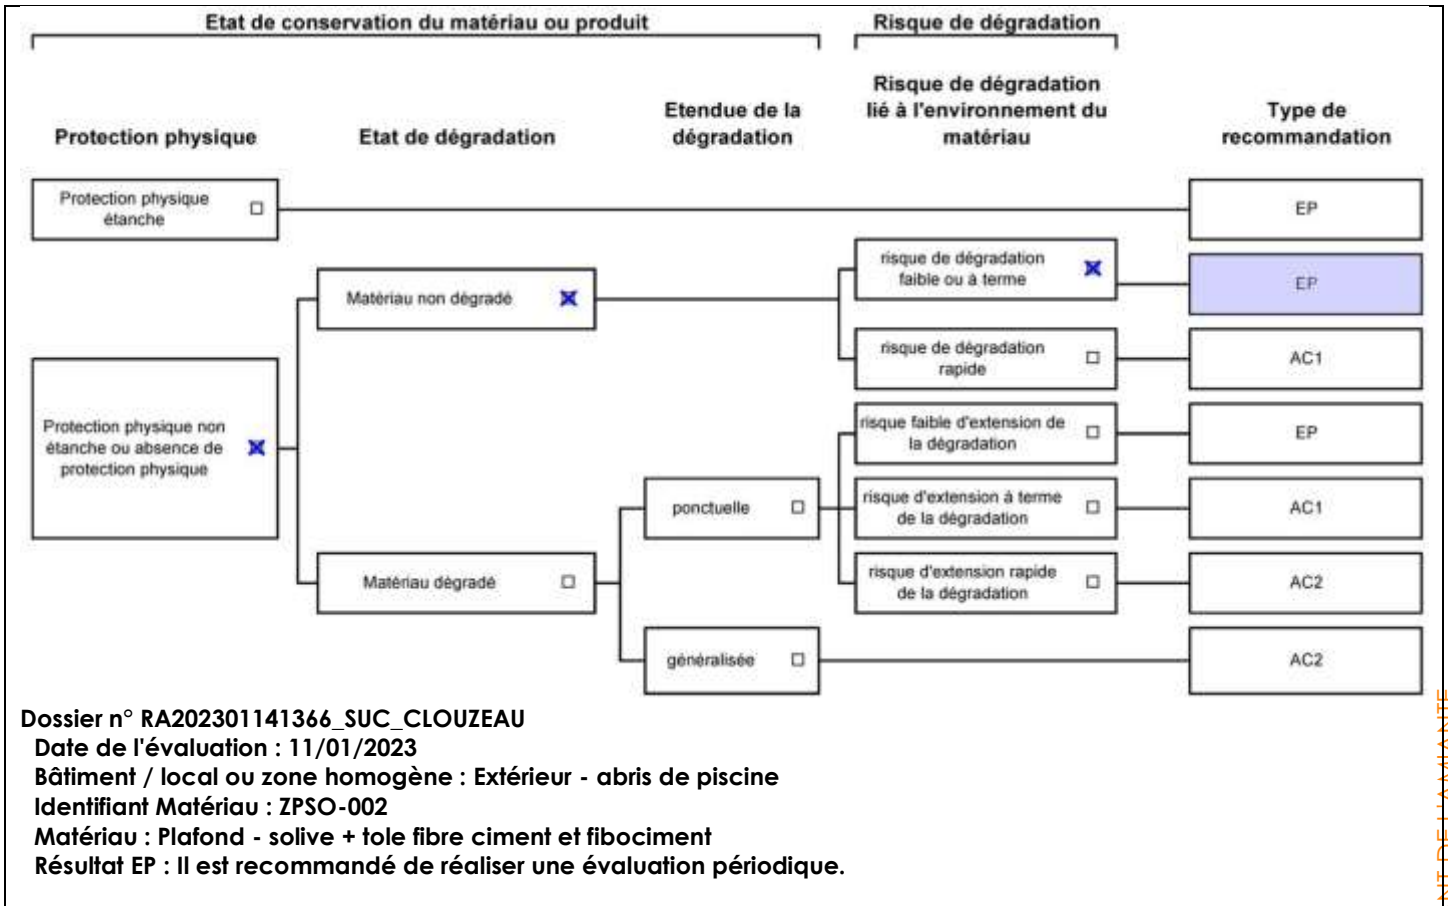 Etat de conservation du matériau ou produit
Risque de dégradation
Protection physique
Etat de dégradation
Etendue de la
dégradation
Risque de dégradation
lié à l'environnement du
matériau
Type de
recommandation
Protection physique
étanche
EP
risque de dégradation
faible ou à terme
EP
Matériau non dégradé
risque de dégradation
rapide
AC1
Protection physique non
étanche ou absence de
protection physique
risque faible d'extension de
la dégradation
EP
ponctuelle
risque d'extension à terme
de la dégradation
AC1
Matériau dégradé
risque d'extension rapide
de la dégradation
AC2
généralisée
AC2
Dossier n° RA202301141366_SUC_CLOUZEAU
Date de l'évaluation : 11/01/2023
Bâtiment / local ou zone homogène : Extérieur - abris de piscine
Identifiant Matériau : ZPSO-002
Matériau : Plafond - solive + tole fibre ciment et fibociment
Résultat EP : Il est recommandé de réaliser une évaluation périodique.
DE L'AMIANTE